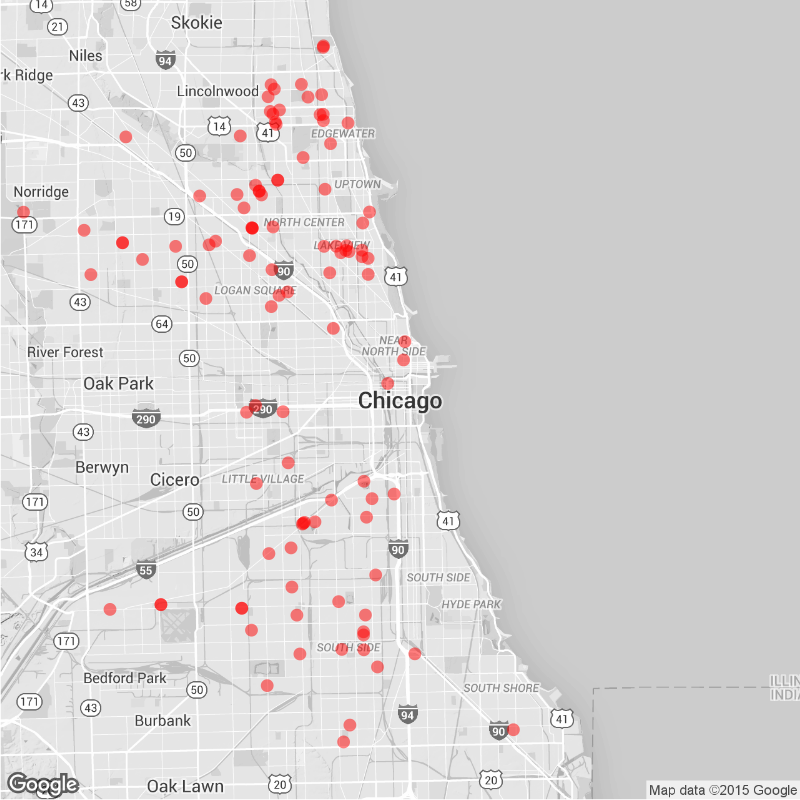 14
58
Skokie
21
Niles
94
rk Ridge
Lincolnwood
43
14
41
EDGEWATER
50
UPTOWN
Norridge
19
171
NORTH CENTER
LAKE VIEW
50
90
41
LOGAN SQUARE
43
64
NEAR
NORTH SIDE
River Forest
50
Oak Park
290
Chicago
290
43
Berwyn
Cicero
LITTLE VILLAGE
171
50
41
34
90
55
SOUTH SIDE
HYDE PARK
171
SOUTH SIDE
Bedford Park
50
SOUTH SHORE
ILLIN
INDIA
171
43
Burbank
94
41
90
Oak Lawn
20
20
Google
Map data ©2015 Google